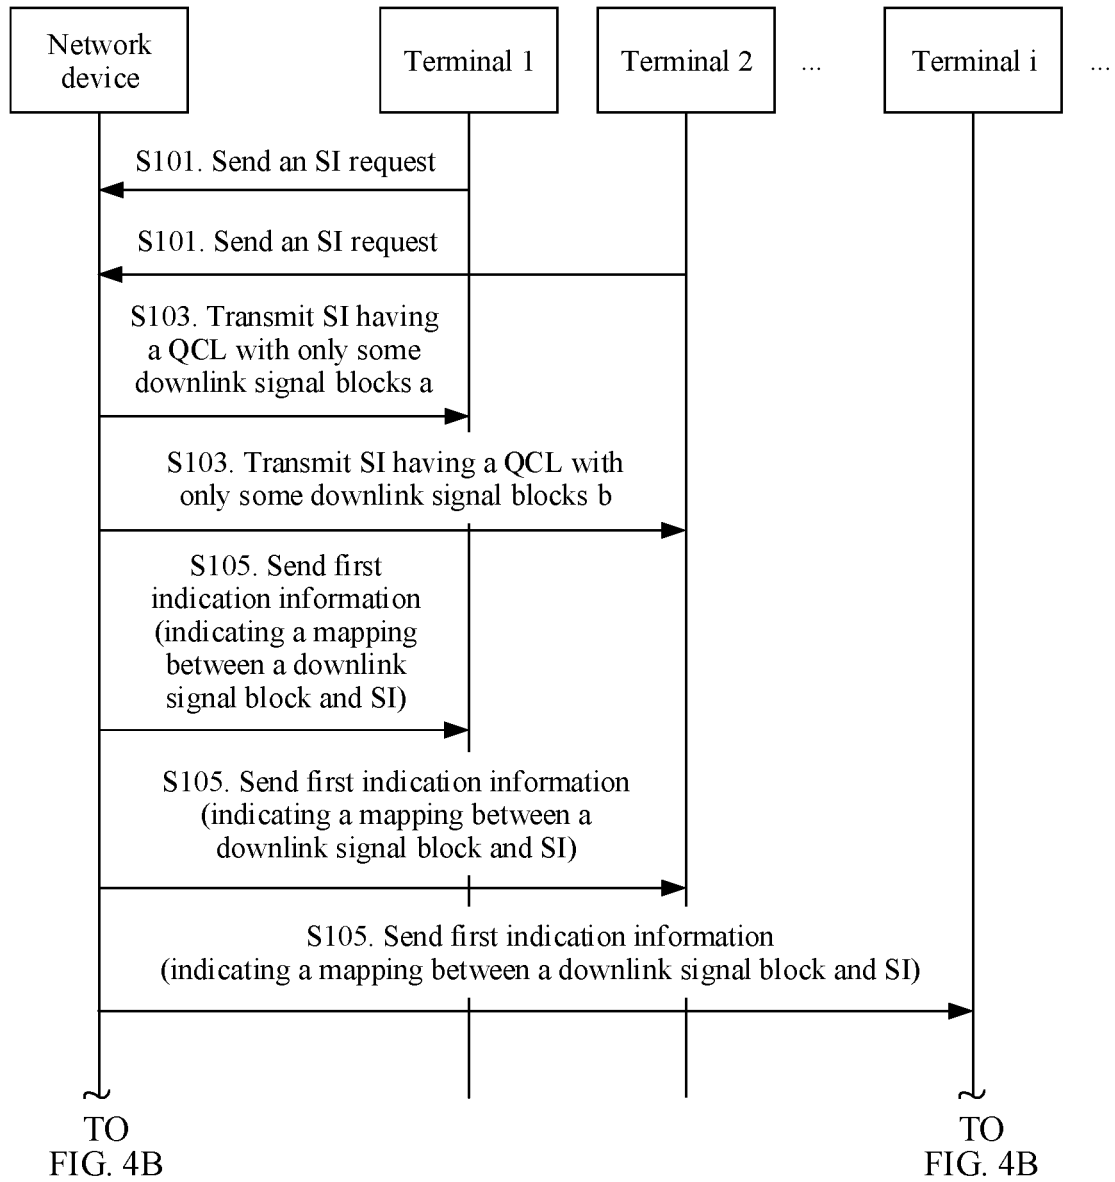 Network
device
Terminal 1
Terminal 2
...
Terminal i
...
S101. Send an SI request
S101. Send an SI request
S103. Transmit SI having
a QCL with only some
downlink signal blocks a
S103. Transmit SI having a QCL with
only some downlink signal blocks b
S105. Send first
indication information
(indicating a mapping
between a downlink
signal block and SI)
S105. Send first indication information
(indicating a mapping between a
downlink signal block and SI)
S105. Send first indication information
(indicating a mapping between a downlink signal block and SI)
TO
FIG. 4B
TO
FIG. 4B